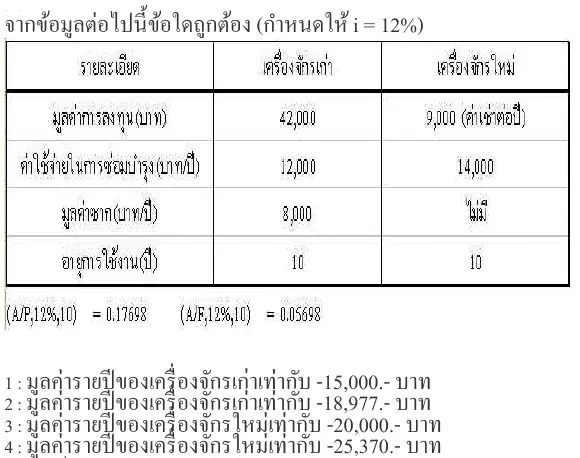 จากข้อมูลต่อไปนี้ข้อใดถูกต้อง (กำหนดให้ i = 12%)
รายละเอียด เครื่องจักรเก่า เครื่องจักรใหม่
มูลค่าการลงทุน(บาท) 42,000 9,000 (ค่าเช่าต่อปี)
ค่าใช้จ่ายในการซ่อมบำรุง(บาท/ปี) 12,000 14,000
มูลค่าซาก(บาท/ปี) 8,000 ไม่มี
อายุการใช้งาน(ปี) 10 10
(A/P,12%,10) = 0.17698 (A/F,12%,10) = 0.05698
1 : มูลค่ารายปีของเครื่องจักรเก่าเท่ากับ -15,000.- บาท
2 : มูลค่ารายปีของเครื่องจักรเก่าเท่ากับ -18,977.- บาท
3 : มูลค่ารายปีของเครื่องจักรใหม่เท่ากับ -20,000.- บาท
4 : มูลค่ารายปีของเครื่องจักรใหม่เท่ากับ -25,370.- บาท